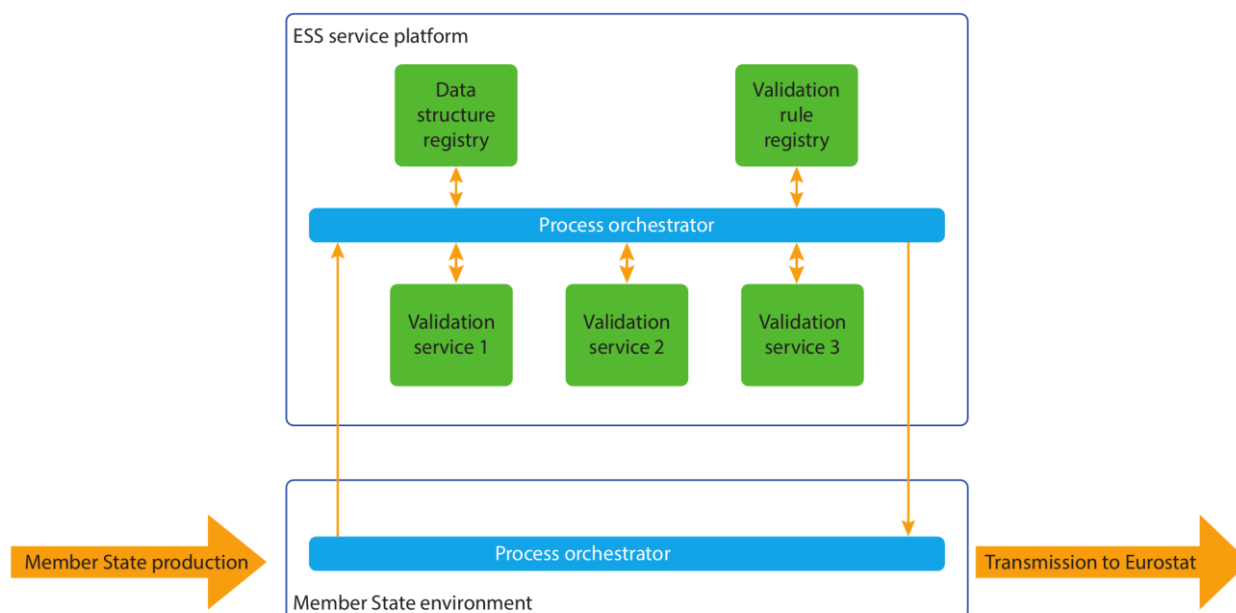 ESS service platform
Data
structure
registry
Validation
rule
registry
Process orchestrator
Validation
service 1
Validation
service 2
Validation
service 3
Member State production
Process orchestrator
Transmission to Eurostat
Member State environment